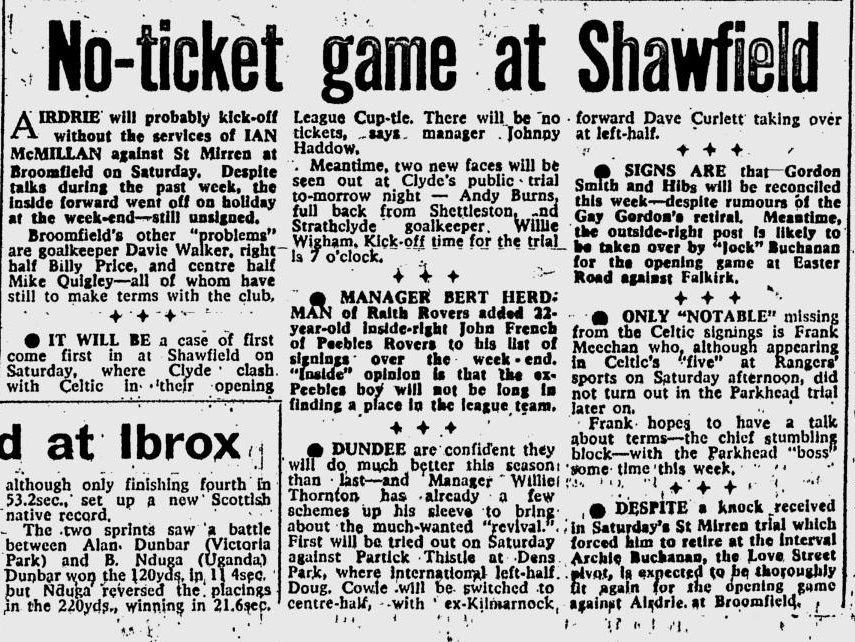 No-ticket game at Shawfield
AIRDRIE will probably kick-off
without the services of IAN
McMILLAN against St Mirren at
Broomfield on Saturday. Despite
talks during the past week, the
inside forward went off on holiday
at the week-end—still unsigned.
Broomfield's other "problems"
are goalkeeper Davie Walker, right
half Billy Price, and centre half
Mike Quigley—all of whom have
still to make terms with the club.
● IT WILL BE a case of first
come first in at Shawfield on
Saturday, where Clyde clash
with Celtic in their opening
League Cup-tie. There will be no
tickets, says manager Johnny
Haddow.
Meantime, two new faces will be
seen out at Clyde's public trial
to-morrow night — Andy Burns,
full back from Shettleston, and
Strathclyde goalkeeper, Willie
Wigham. Kick-off time for the trial
is 7 o'clock.
● MANAGER BERT HERD-
MAN of Raith Rovers added 22-
year-old inside-right John French
of Peebles Rovers to his list of
signings over the week-end.
"Inside" opinion is that the ex-
Peebles boy will not be long in
finding a place in the league team.
● DUNDEE are confident they
will do much better this season
than last—and Manager Willie
Thornton has already a few
schemes up his sleeve to bring
about the much-wanted "revival."
First will be tried out on Saturday
against Partick Thistle at Dens
Park, where international left-half
Doug. Cowie will be switched to
centre-half, with ex-Kilmarnock
forward Dave Curlett taking over
at left-half.
● SIGNS ARE that Gordon
Smith and Hibs will be reconciled
this week—despite rumours of the
Gay Gordon's retiral. Meantime,
the outside-right post is likely to
be taken over by "Jock" Buchanan
for the opening game at Easter
Road against Falkirk.
● ONLY "NOTABLE" missing
from the Celtic signings is Frank
Meechan who, although appearing
in Celtic's "five" at Rangers'
sports on Saturday afternoon, did
not turn out in the Parkhead trial
later on.
Frank hopes to have a talk
about terms—the chief stumbling
block—with the Parkhead "boss"
some time this week.
● DESPITE a knock received
in Saturday's St Mirren trial which
forced him to retire at the interval
Archie Buchanan, the Love Street
pivot, is expected to be thoroughly
fit again for the opening game
against Airdrie, at Broomfield.
d at Ibrox
although only finishing fourth in
53.2sec., set up a new Scottish
native record.
The two sprints saw a battle
between Alan Dunbar (Victoria
Park) and B. Nduga (Uganda)
Dunbar won the 120yds, in 11 4sec.
but Nduga reversed the placings
in the 220yds., winning in 21.6sec.